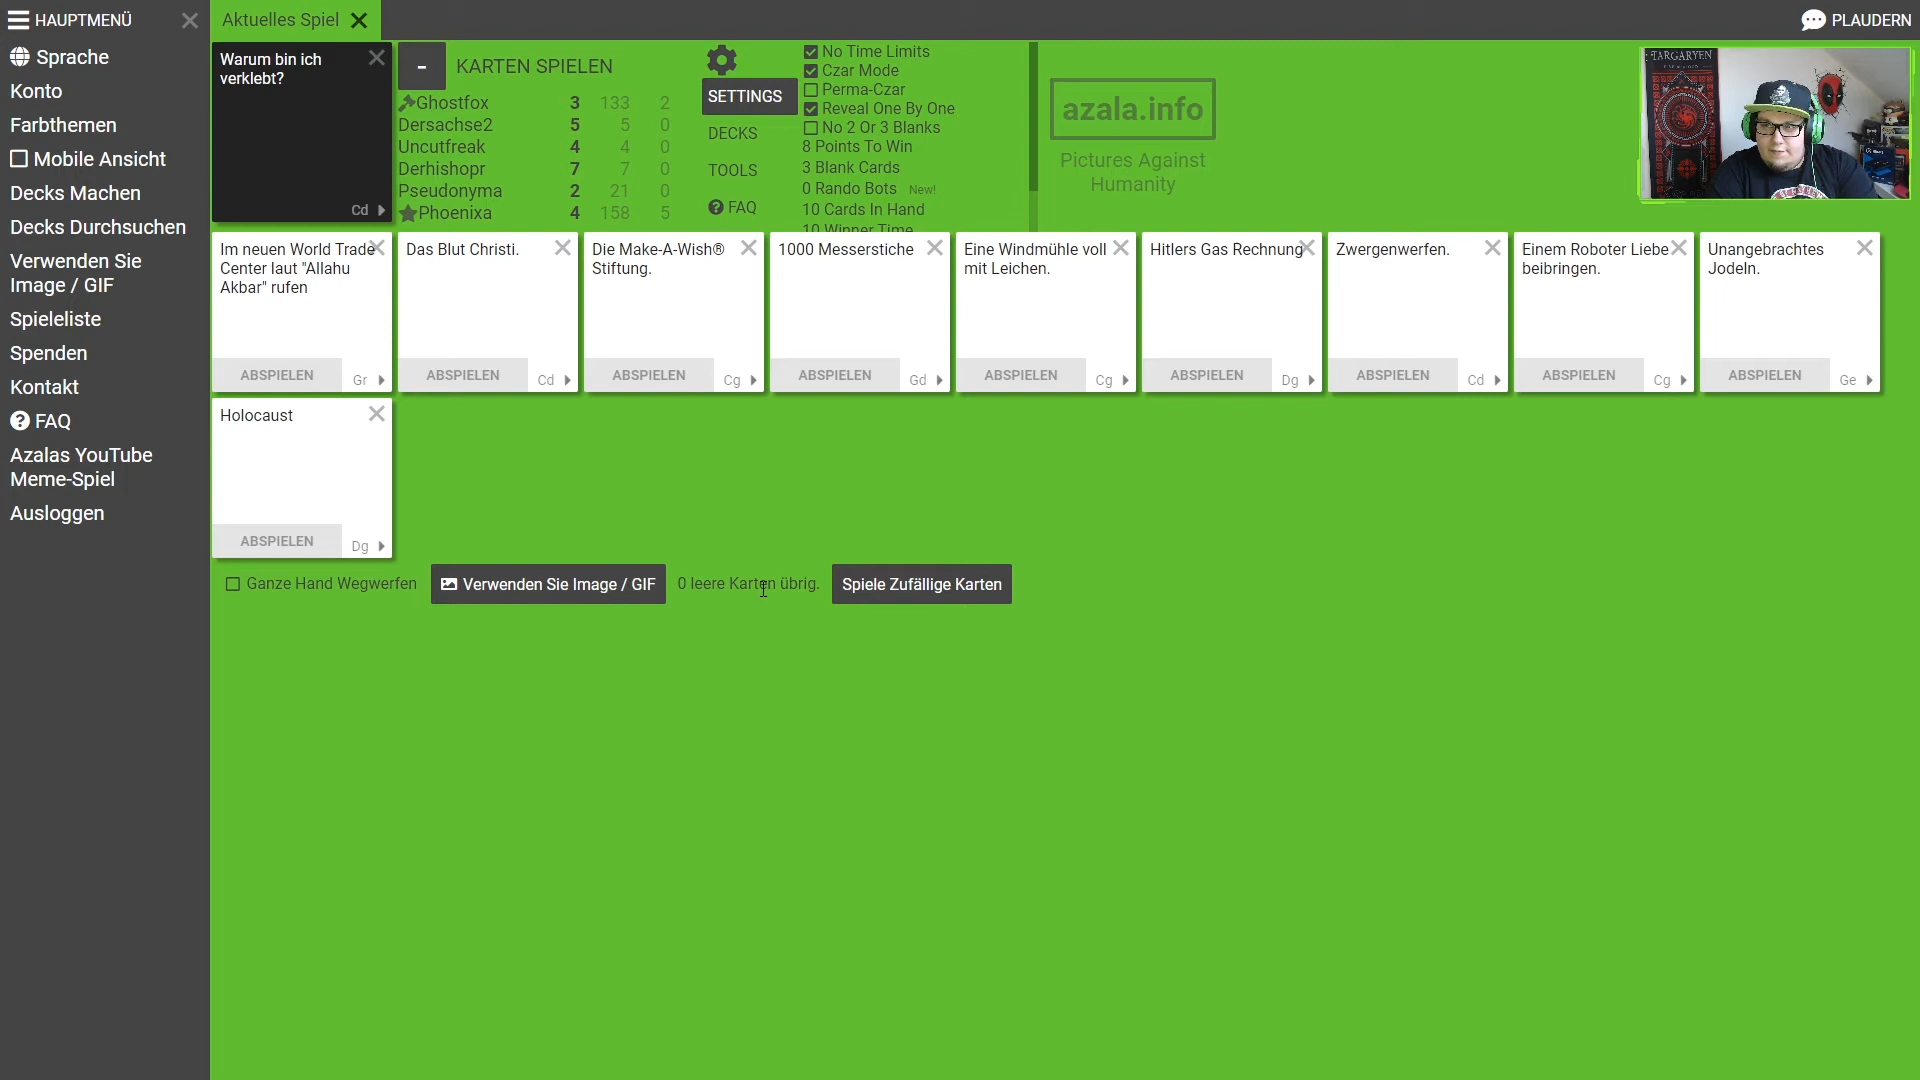 HAUPTMENÜ
Sprache
Konto
Farbthemen
Mobile Ansicht
Decks Machen
Decks Durchsuchen
Verwenden Sie
Image / GIF
Spieleliste
Spenden
Kontakt
FAQ
Azalas YouTube
Meme-Spiel
Ausloggen
Aktuelles Spiel
PLAUDERN
Warum bin ich
verklebt?
Cd
- KARTEN SPIELEN
Ghostfox 3 133 2
Dersachse2 5 5 0
Uncutfreak 4 4 0
Derhishopr 7 7 0
Pseudonyma 2 21 0
Phoenixa 4 158 5
SETTINGS
DECKS
TOOLS
FAQ
No Time Limits
Czar Mode
Perma-Czar
Reveal One By One
No 2 Or 3 Blanks
8 Points To Win
3 Blank Cards
0 Rando Bots New!
10 Cards In Hand
10 Winner Time
azala.info
Pictures Against
Humanity
TARGARYEN
Im neuen World Trade
Center laut "Allahu
Akbar" rufen
ABSPIELEN Gr
Das Blut Christi.
ABSPIELEN Cd
Die Make-A-Wish®
Stiftung.
ABSPIELEN Cg
1000 Messerstiche
ABSPIELEN Gd
Eine Windmühle voll
mit Leichen.
ABSPIELEN Cg
Hitlers Gas Rechnung
ABSPIELEN Dg
Zwergenwerfen.
ABSPIELEN Cd
Einem Roboter Liebe
beibringen.
ABSPIELEN Cg
Unangebrachtes
Jodeln.
ABSPIELEN Ge
Holocaust
ABSPIELEN Dg
Ganze Hand Wegwerfen
Verwenden Sie Image / GIF
0 leere Karten übrig.
Spiele Zufällige Karten